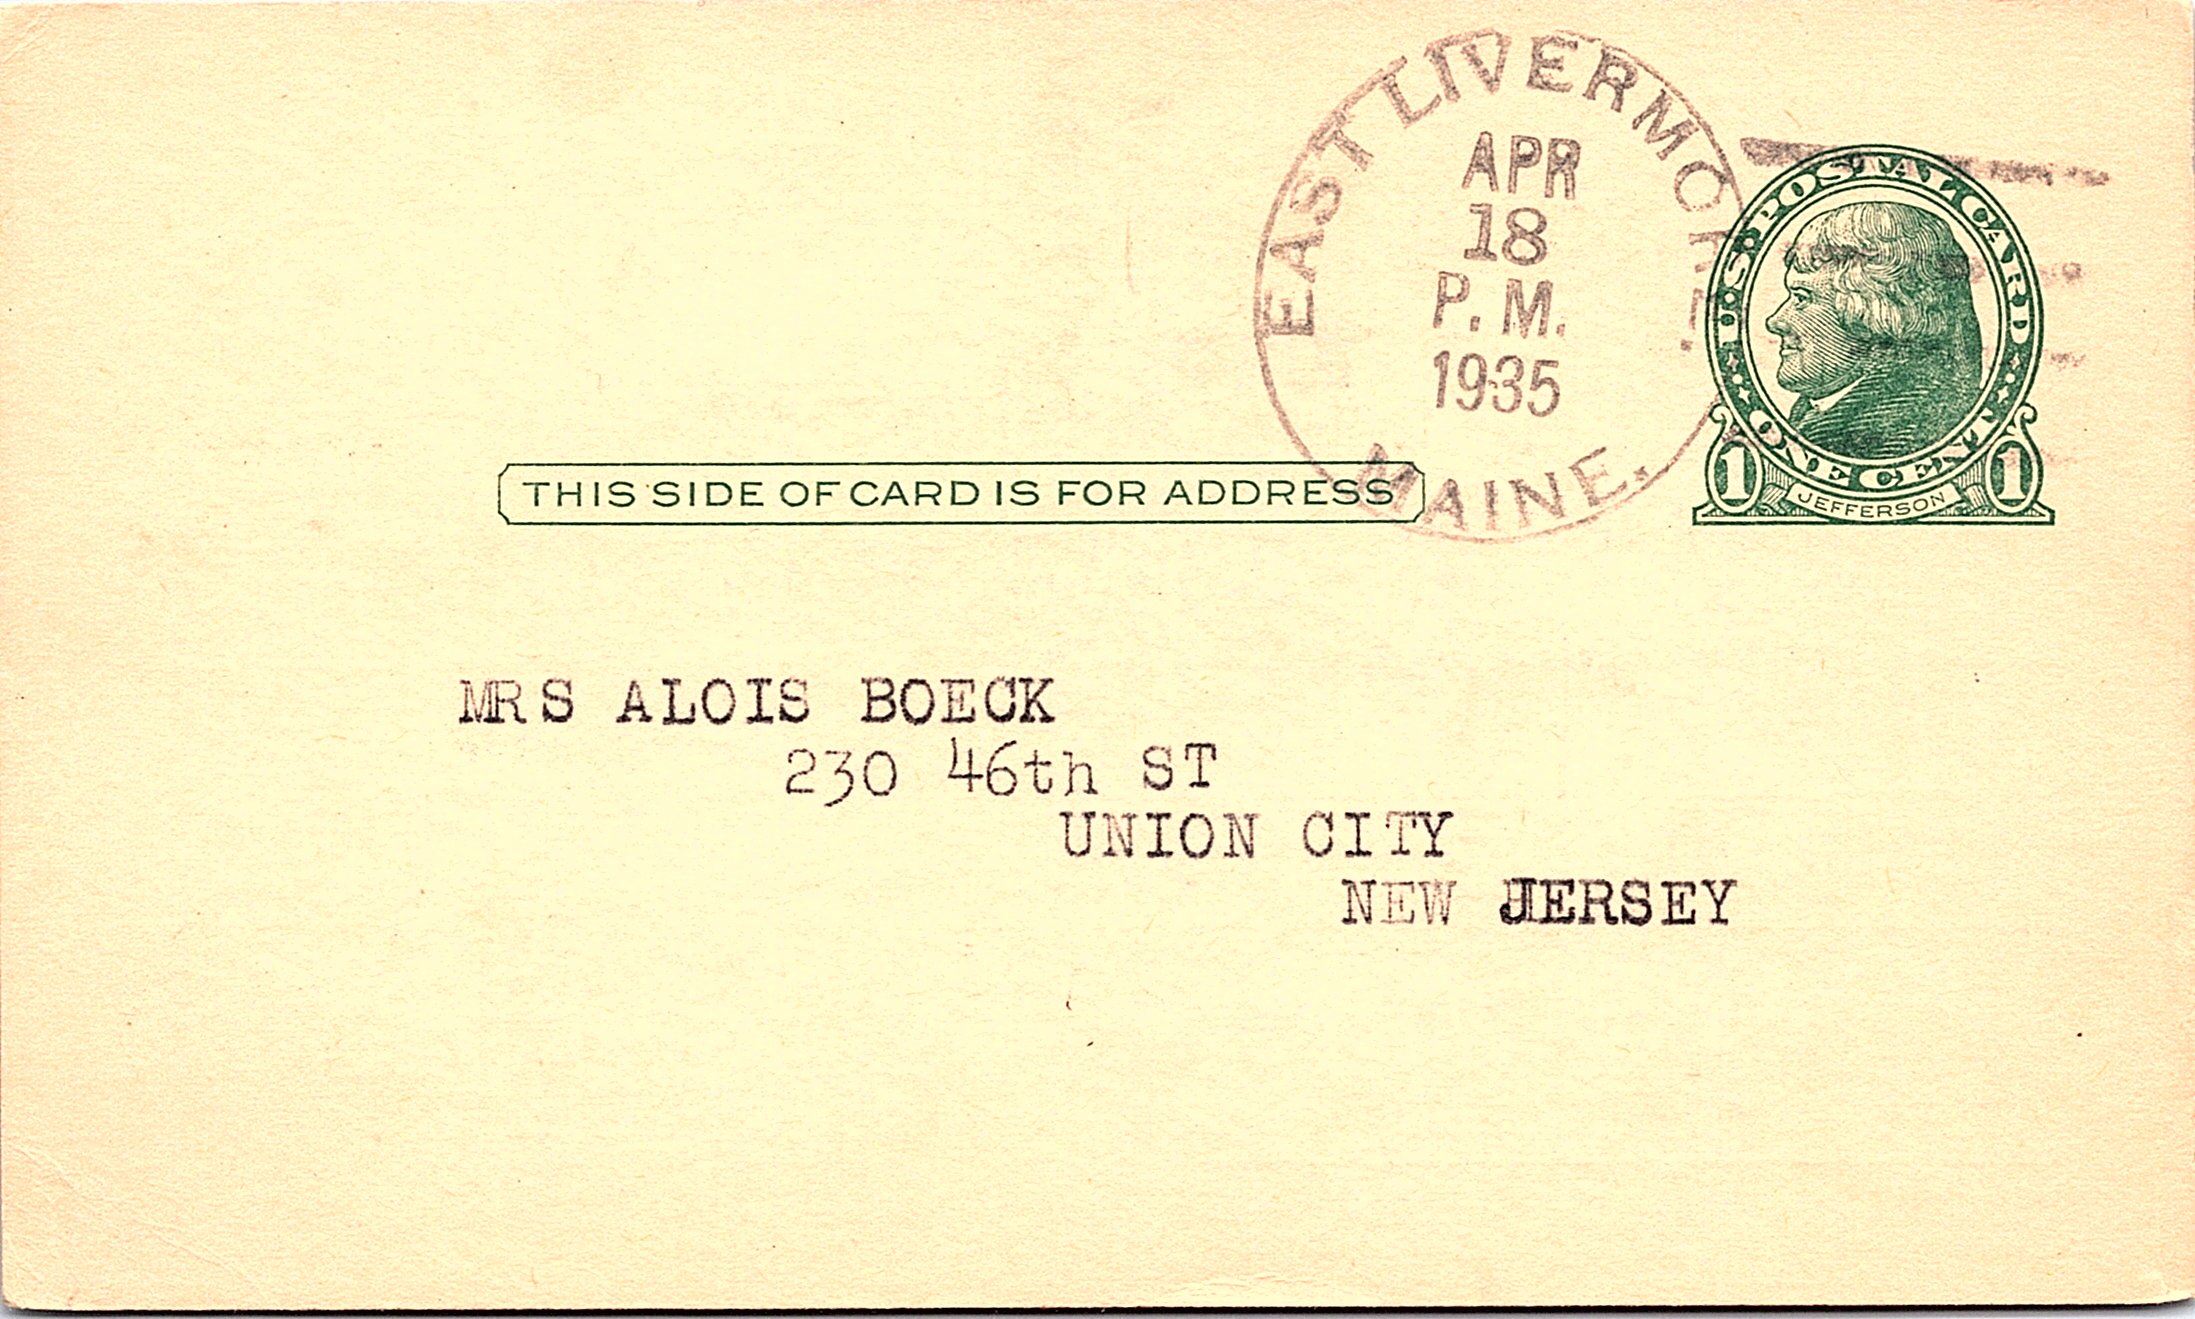 EAST LIVERMORE.
APR
18
P. M.
1935
MAINE.
U·S·POSTAL CARD
ONE CENT
1 JEFFERSON 1
THIS SIDE OF CARD IS FOR ADDRESS
MRS ALOIS BOECK
230 46th ST
UNION CITY
NEW JERSEY